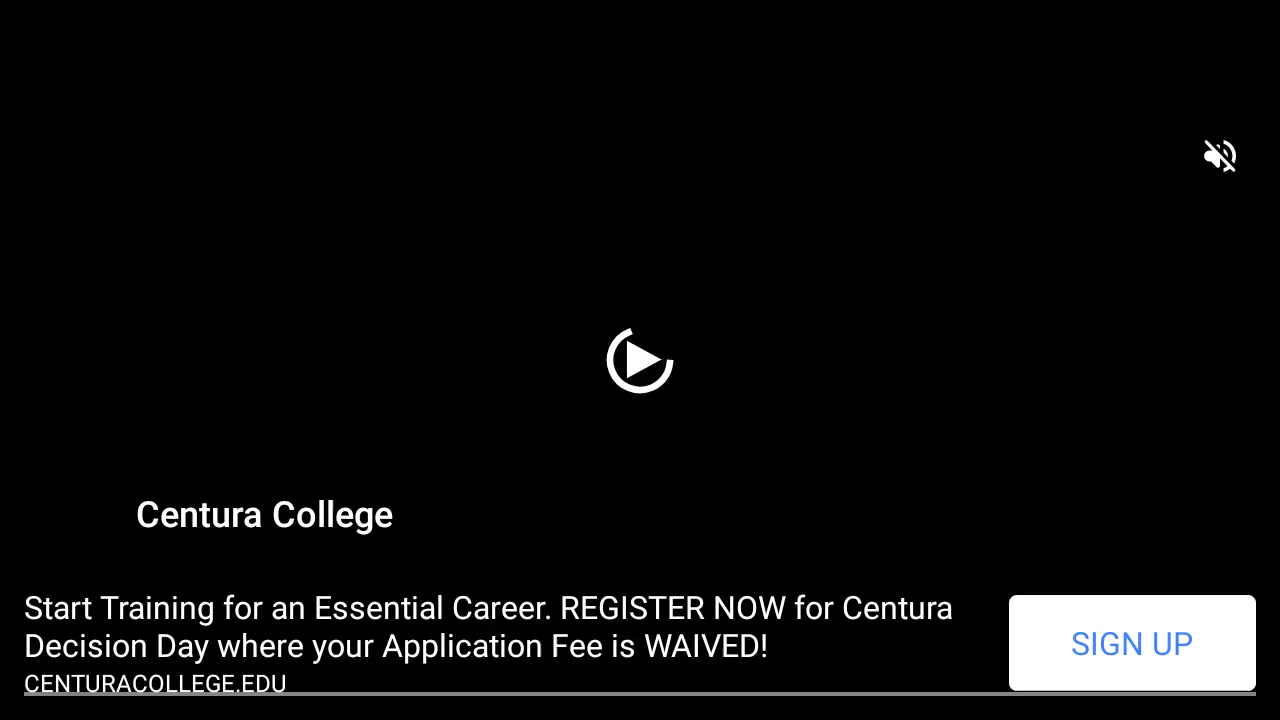 Centura College
Start Training for an Essential Career. REGISTER NOW for Centura
Decision Day where your Application Fee is WAIVED!
SIGN UP
CENTURACOLLEGE.EDU